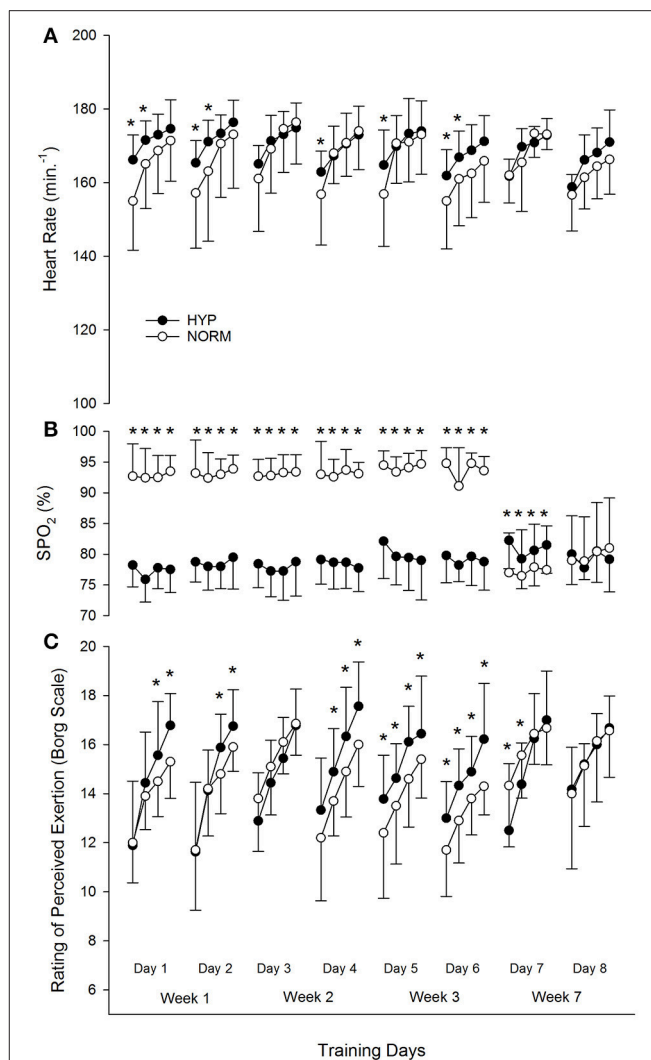 A
200
* * * * * * * *
180
160
140
120
100
Heart Rate (min.-1)
HYP
NORM
B
* * * * * * * * * * * * * * * * * * * * * * * * * * * *
100
95
90
85
80
75
70
SPO2 (%)
C
20
* * * * * * * * * * * * * * * * *
18
16
14
12
10
8
6
Rating of Perceived Exertion (Borg Scale)
Day 1 Day 2 Day 3 Day 4 Day 5 Day 6 Day 7 Day 8
Week 1 Week 2 Week 3 Week 7
Training Days